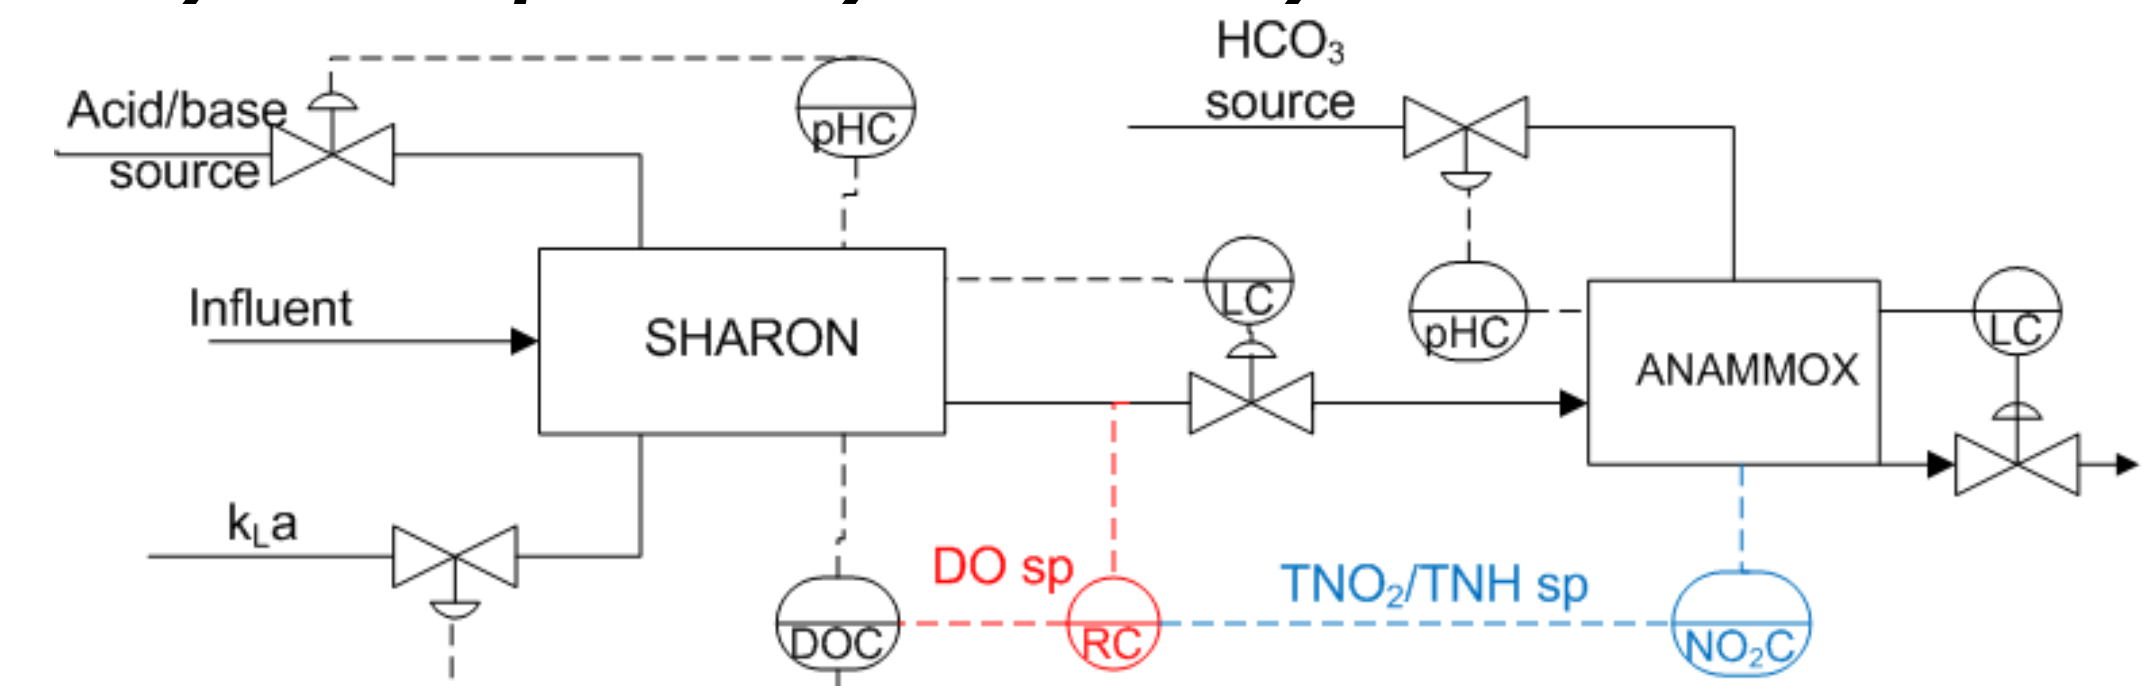 HCO₃
source
Acid/base
source
pHC
Influent
SHARON
LC
pHC
LC
ANAMMOX
kLa
DO sp
TNO₂/TNH sp
DOC
RC
NO₂C